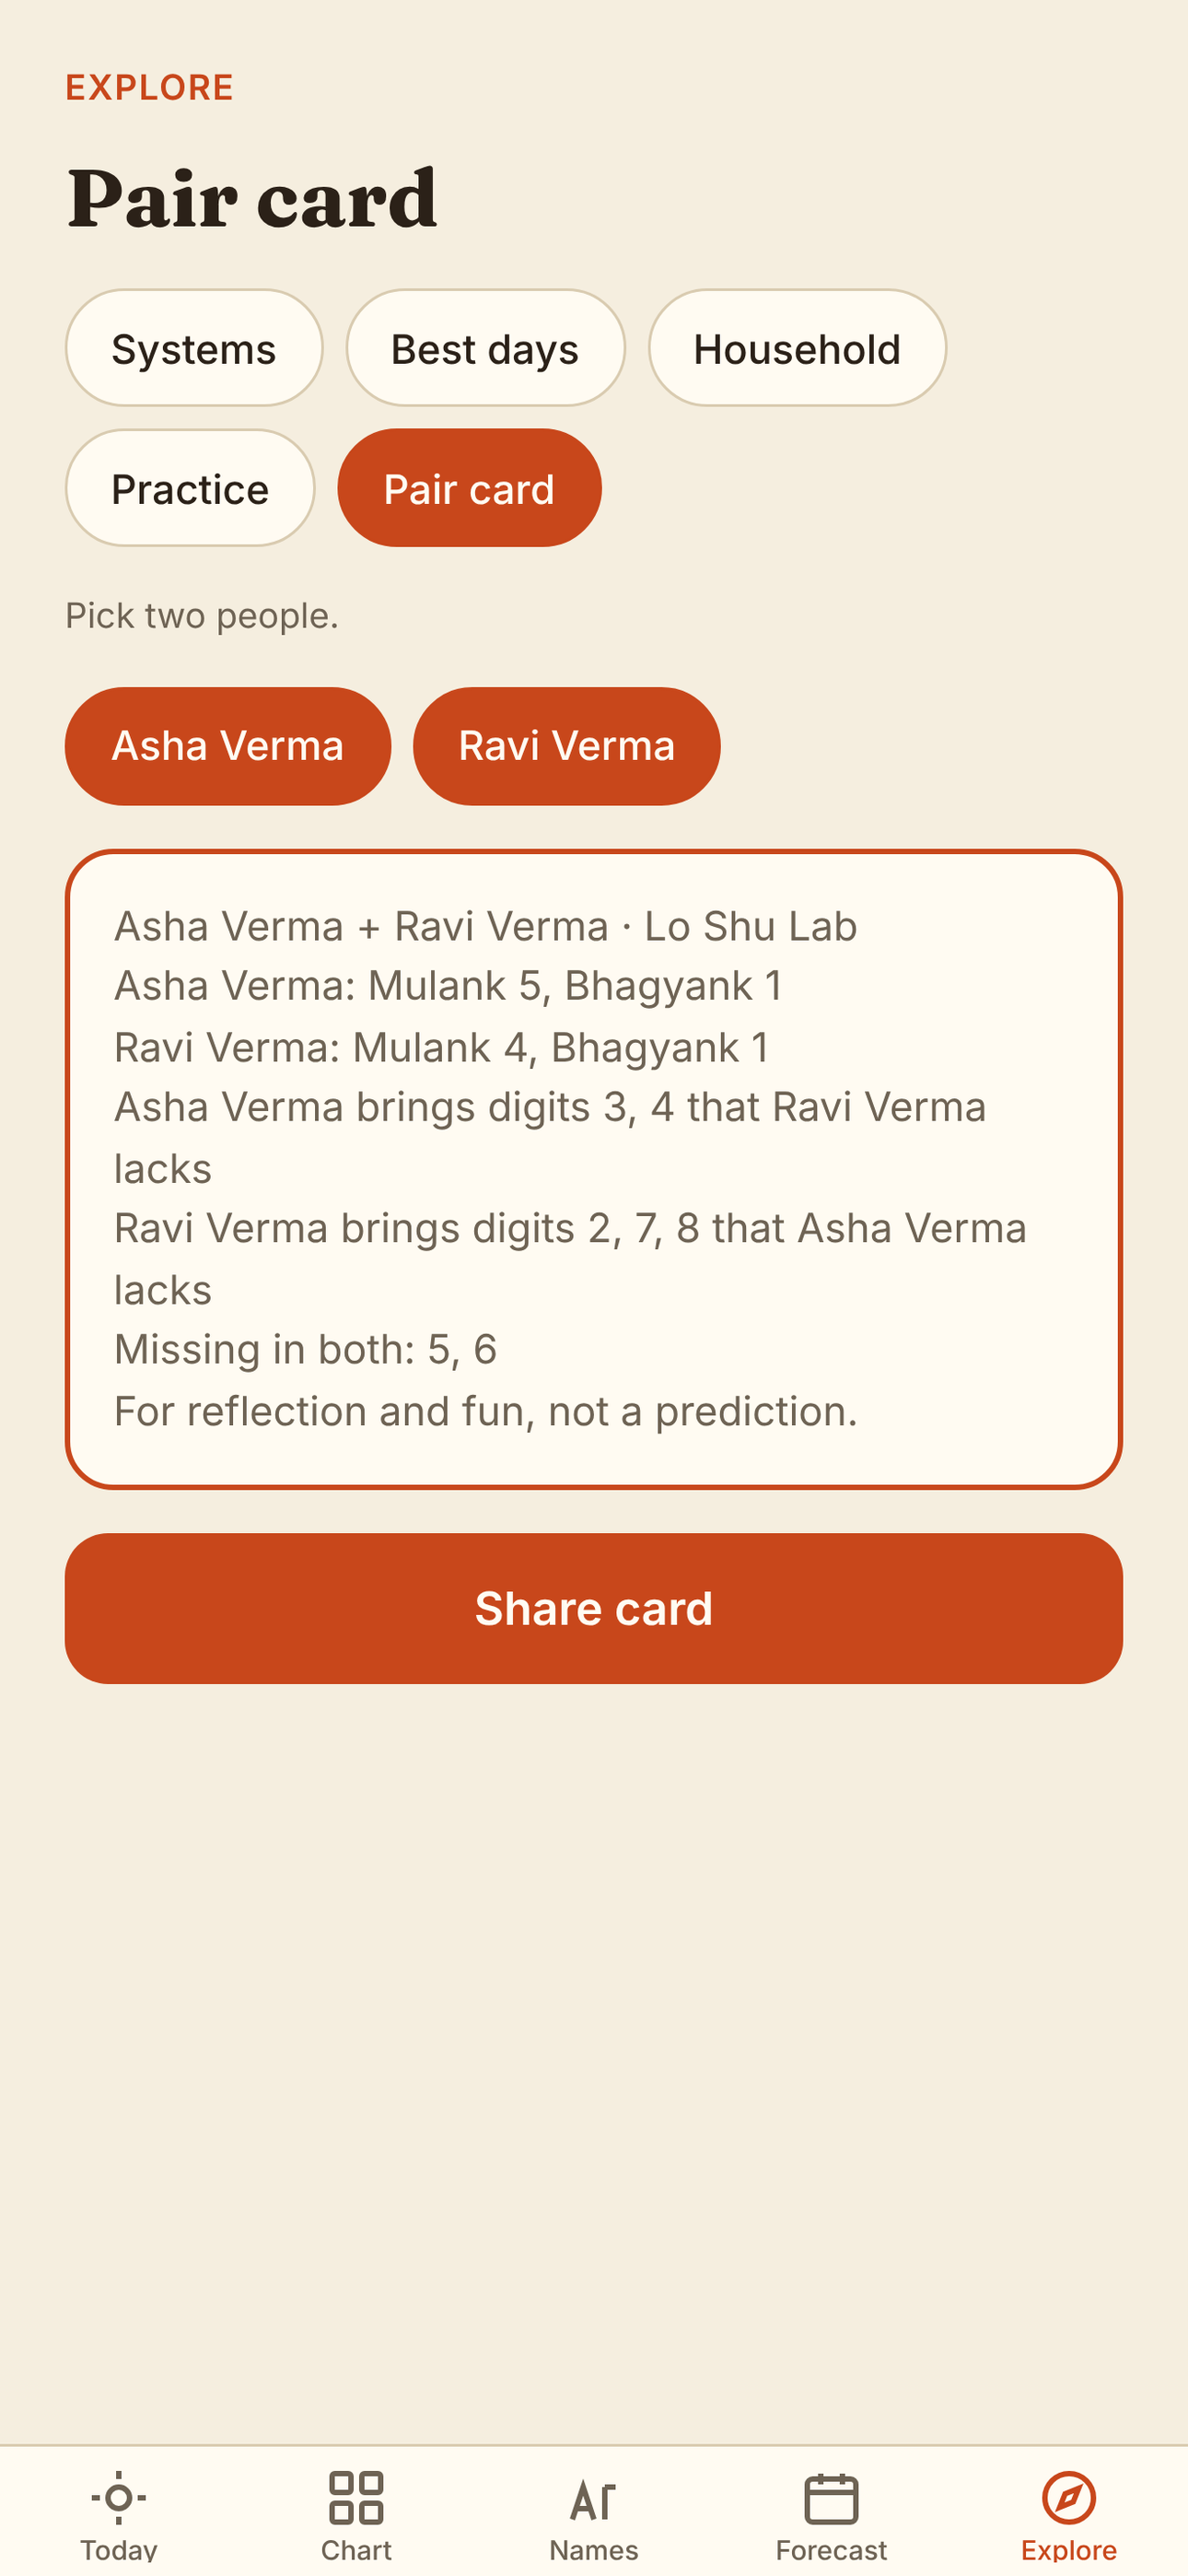 EXPLORE
Pair card
Systems
Best days
Household
Practice
Pair card
Pick two people.
Asha Verma
Ravi Verma
Asha Verma + Ravi Verma · Lo Shu Lab
Asha Verma: Mulank 5, Bhagyank 1
Ravi Verma: Mulank 4, Bhagyank 1
Asha Verma brings digits 3, 4 that Ravi Verma
lacks
Ravi Verma brings digits 2, 7, 8 that Asha Verma
lacks
Missing in both: 5, 6
For reflection and fun, not a prediction.
Share card
Today
Chart
Names
Forecast
Explore